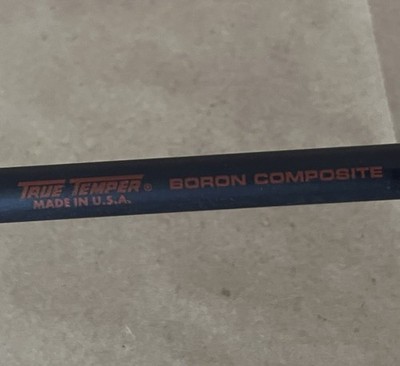 TRUE TEMPER® BORON COMPOSITE
MADE IN U.S.A.